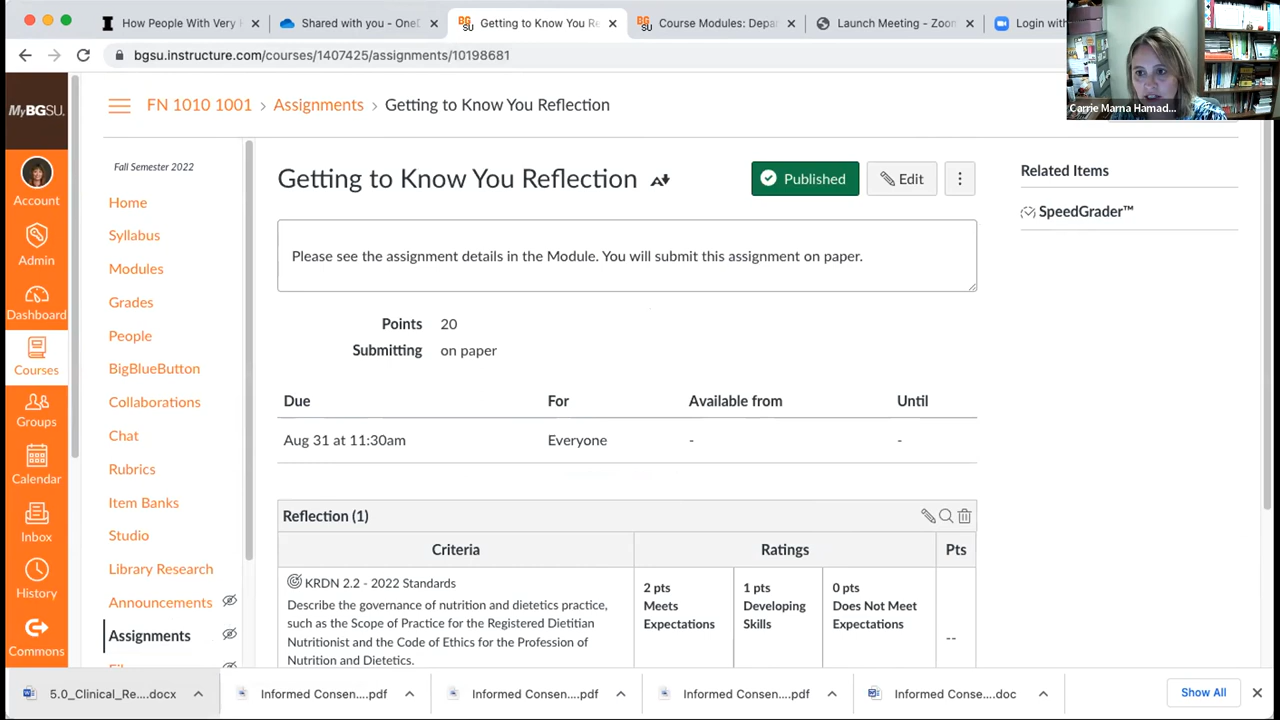 How People With Very
Shared with you - One
Getting to Know You Re
Course Modules: Depa
Launch Meeting - Zoo
Login with
bgsu.instructure.com/courses/1407425/assignments/10198681
Carrie Marna Hamad...
MyBGSU.
Account
Admin
Dashboard
Courses
Groups
Calendar
Inbox
History
Commons
FN 1010 1001 > Assignments > Getting to Know You Reflection
Fall Semester 2022
Home
Syllabus
Modules
Grades
People
BigBlueButton
Collaborations
Chat
Rubrics
Item Banks
Studio
Library Research
Announcements
Assignments
Getting to Know You Reflection
Published
Edit
Please see the assignment details in the Module. You will submit this assignment on paper.
Points 20
Submitting on paper
Due For Available from Until
Aug 31 at 11:30am Everyone - -
Reflection (1)
Criteria Ratings Pts
KRDN 2.2 - 2022 Standards
Describe the governance of nutrition and dietetics practice,
such as the Scope of Practice for the Registered Dietitian
Nutritionist and the Code of Ethics for the Profession of
Nutrition and Dietetics.
2 pts
Meets
Expectations
1 pts
Developing
Skills
0 pts
Does Not Meet
Expectations
--
Related Items
SpeedGrader™
5.0_Clinical_Re....docx
Informed Consen....pdf
Informed Consen....pdf
Informed Consen....pdf
Informed Conse....doc
Show All